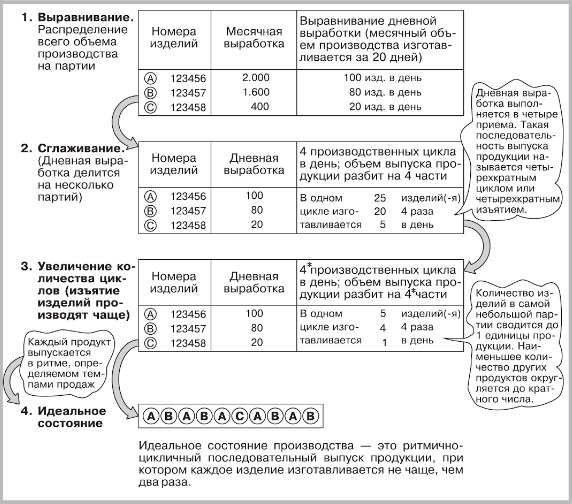 1. Выравнивание.
Распределение
всего объема
производства
на партии
Номера
изделий
Месячная
выработка
Выравнивание дневной
выработки (месячный объ-
ем производства изготав-
ливается за 20 дней)
А 123456 2.000 100 изд. в день
В 123457 1.600 80 изд. в день
С 123458 400 20 изд. в день
Дневная выра-
ботка выпол-
няется в четыре
приема. Такая
последователь-
ность выпуска
продукции на-
зывается четы-
рехкратным
циклом или
четырехкратным
изъятием.
2. Сглаживание.
(Дневная выра-
ботка делится
на несколько
партий)
Номера
изделий
Дневная
выработка
4 производственных цикла
в день; объем выпуска про-
дукции разбит на 4 части
А 123456 100 В одном 25 изделий(-я)
В 123457 80 цикле изго- 20 4 раза
С 123458 20 тавливается 5 в день
3. Увеличение ко-
личества цик-
лов (изъятие
изделий про-
изводят чаще)
Номера
изделий
Дневная
выработка
4*производственных цикла
в день; объем выпуска про-
дукции разбит на 4*части
А 123456 100 В одном 5 изделий(-я)
В 123457 80 цикле изго- 4 4 раза
С 123458 20 тавливается 1 в день
Количество из-
делий в самой
небольшой пар-
тии сводится до
1 единицы про-
дукции. Наи-
меньшее коли-
чество других
продуктов округ-
ляется до крат-
ного числа.
Каждый продукт
выпускается
в ритме, опре-
деляемом тем-
пами продаж
4. Идеальное
состояние
А В А В А С А В А В
Идеальное состояние производства — это ритмично-
цикличный последовательный выпуск продукции, при
котором каждое изделие изготавливается не чаще, чем
два раза.